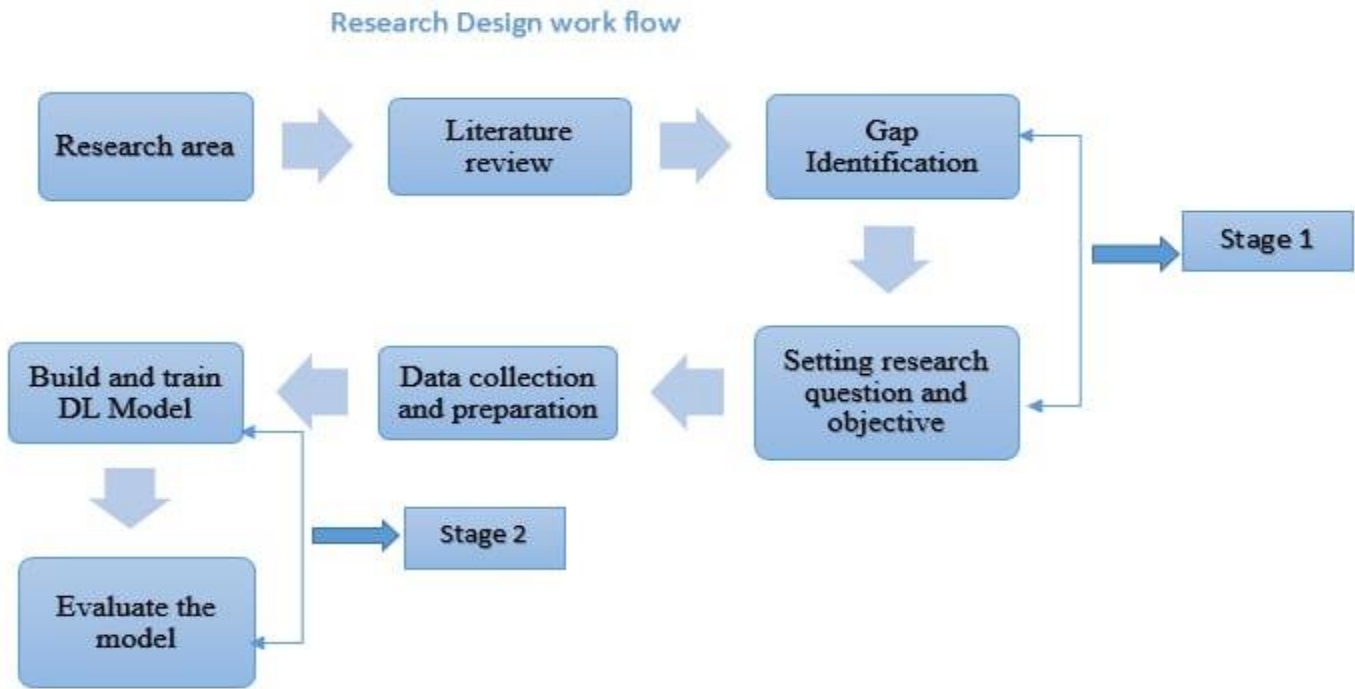 Research Design work flow
Research area
Literature
review
Gap
Identification
Stage 1
Setting research
question and
objective
Data collection
and preparation
Build and train
DL Model
Stage 2
Evaluate the
model